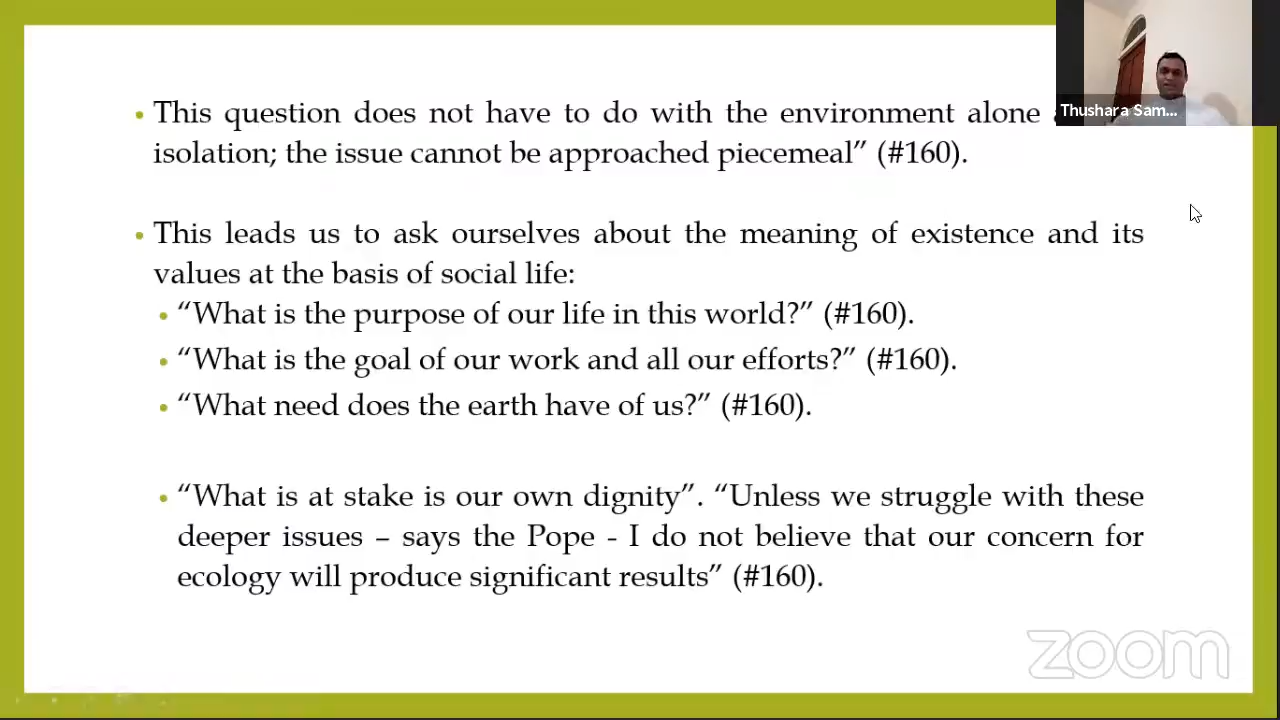 • This question does not have to do with the environment alone
isolation; the issue cannot be approached piecemeal” (#160).
• This leads us to ask ourselves about the meaning of existence and its
values at the basis of social life:
• “What is the purpose of our life in this world?” (#160).
• “What is the goal of our work and all our efforts?” (#160).
• “What need does the earth have of us?” (#160).
• “What is at stake is our own dignity”. “Unless we struggle with these
deeper issues – says the Pope - I do not believe that our concern for
ecology will produce significant results” (#160).
Thushara Sam...
zoom